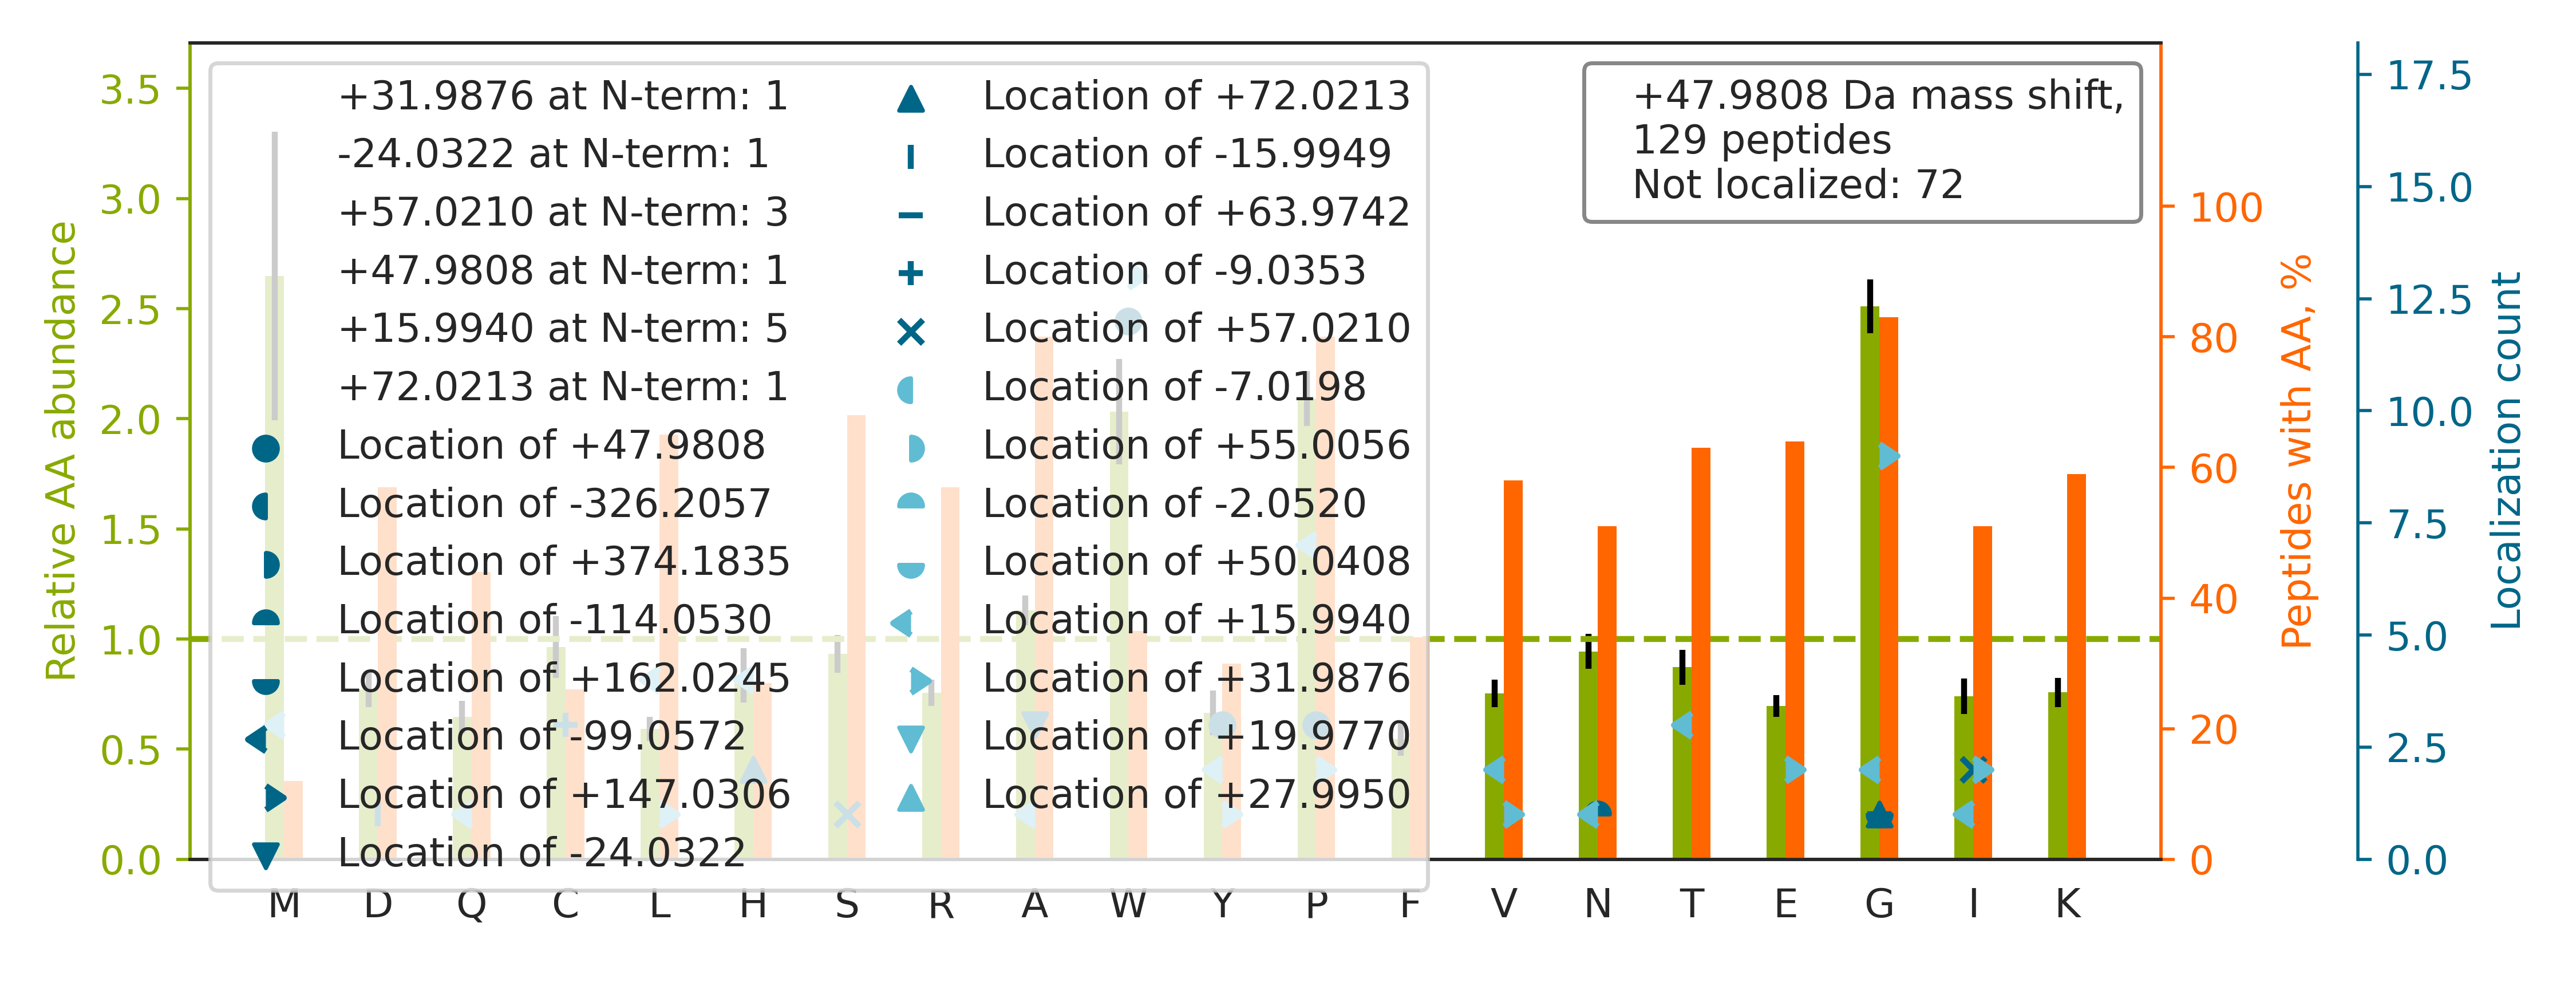 +31.9876 at N-term: 1
-24.0322 at N-term: 1
+57.0210 at N-term: 3
+47.9808 at N-term: 1
+15.9940 at N-term: 5
+72.0213 at N-term: 1
Location of +47.9808
Location of -326.2057
Location of +374.1835
Location of -114.0530
Location of +162.0245
Location of -99.0572
Location of +147.0306
Location of -24.0322
Location of +72.0213
Location of -15.9949
Location of +63.9742
Location of -9.0353
Location of +57.0210
Location of -7.0198
Location of +55.0056
Location of -2.0520
Location of +50.0408
Location of +15.9940
Location of +31.9876
Location of +19.9770
Location of +27.9950
+47.9808 Da mass shift,
129 peptides
Not localized: 72
Relative AA abundance
3.5
3.0
2.5
2.0
1.5
1.0
0.5
0.0
M D Q C L H S R A W Y P F V N T E G I K
100
80
60
40
20
0
Peptides with AA, %
17.5
15.0
12.5
10.0
7.5
5.0
2.5
0.0
Localization count